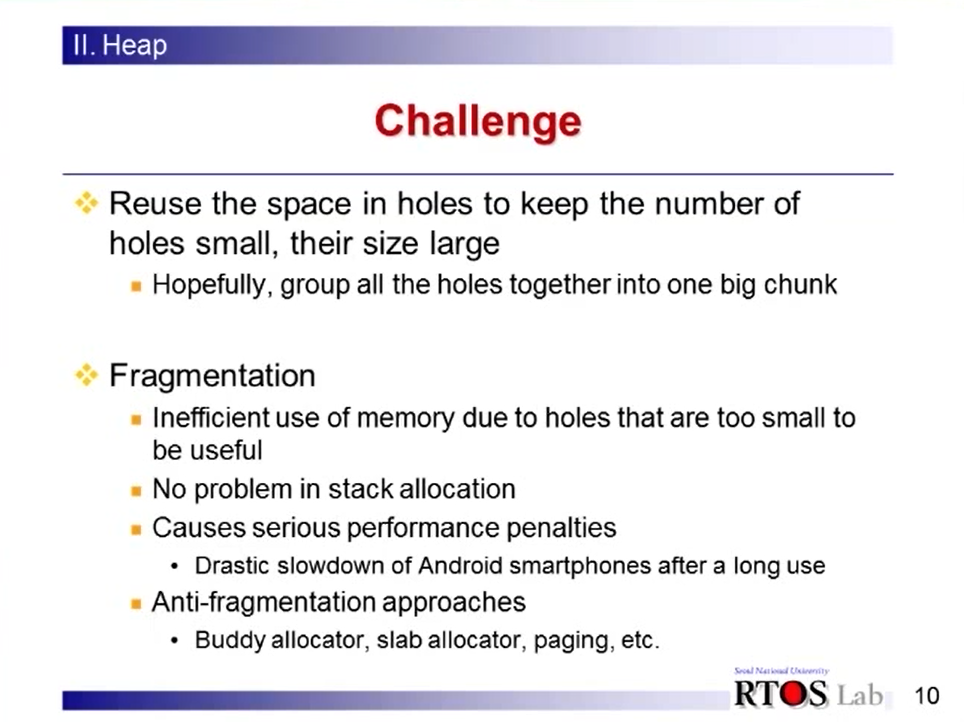 II. Heap
Challenge
Reuse the space in holes to keep the number of
holes small, their size large
Hopefully, group all the holes together into one big chunk
Fragmentation
Inefficient use of memory due to holes that are too small to
be useful
No problem in stack allocation
Causes serious performance penalties
• Drastic slowdown of Android smartphones after a long use
Anti-fragmentation approaches
• Buddy allocator, slab allocator, paging, etc.
Seoul National University
RTOS Lab
10